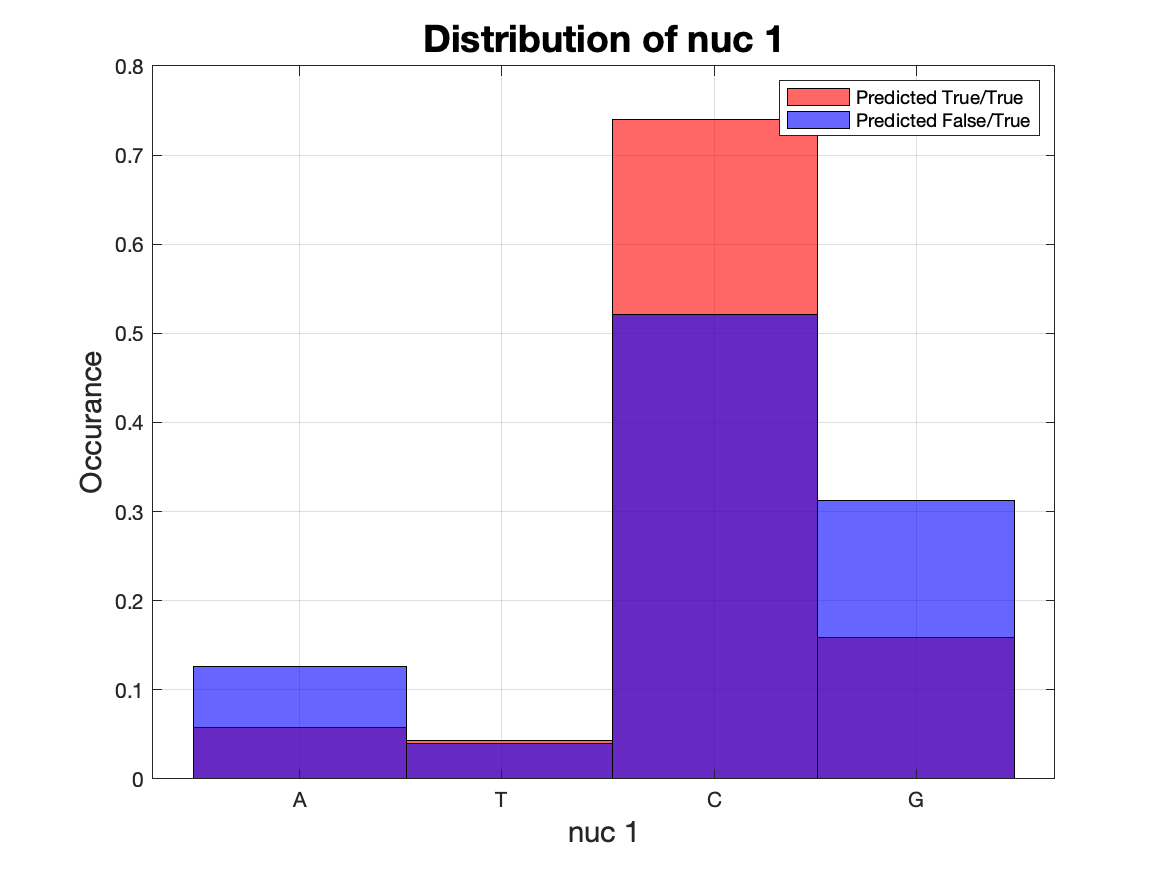 Distribution of nuc 1
0.8
0.7
0.6
0.5
0.4
0.3
0.2
0.1
0
Occurance
Predicted True/True
Predicted False/True
A T C G
nuc 1